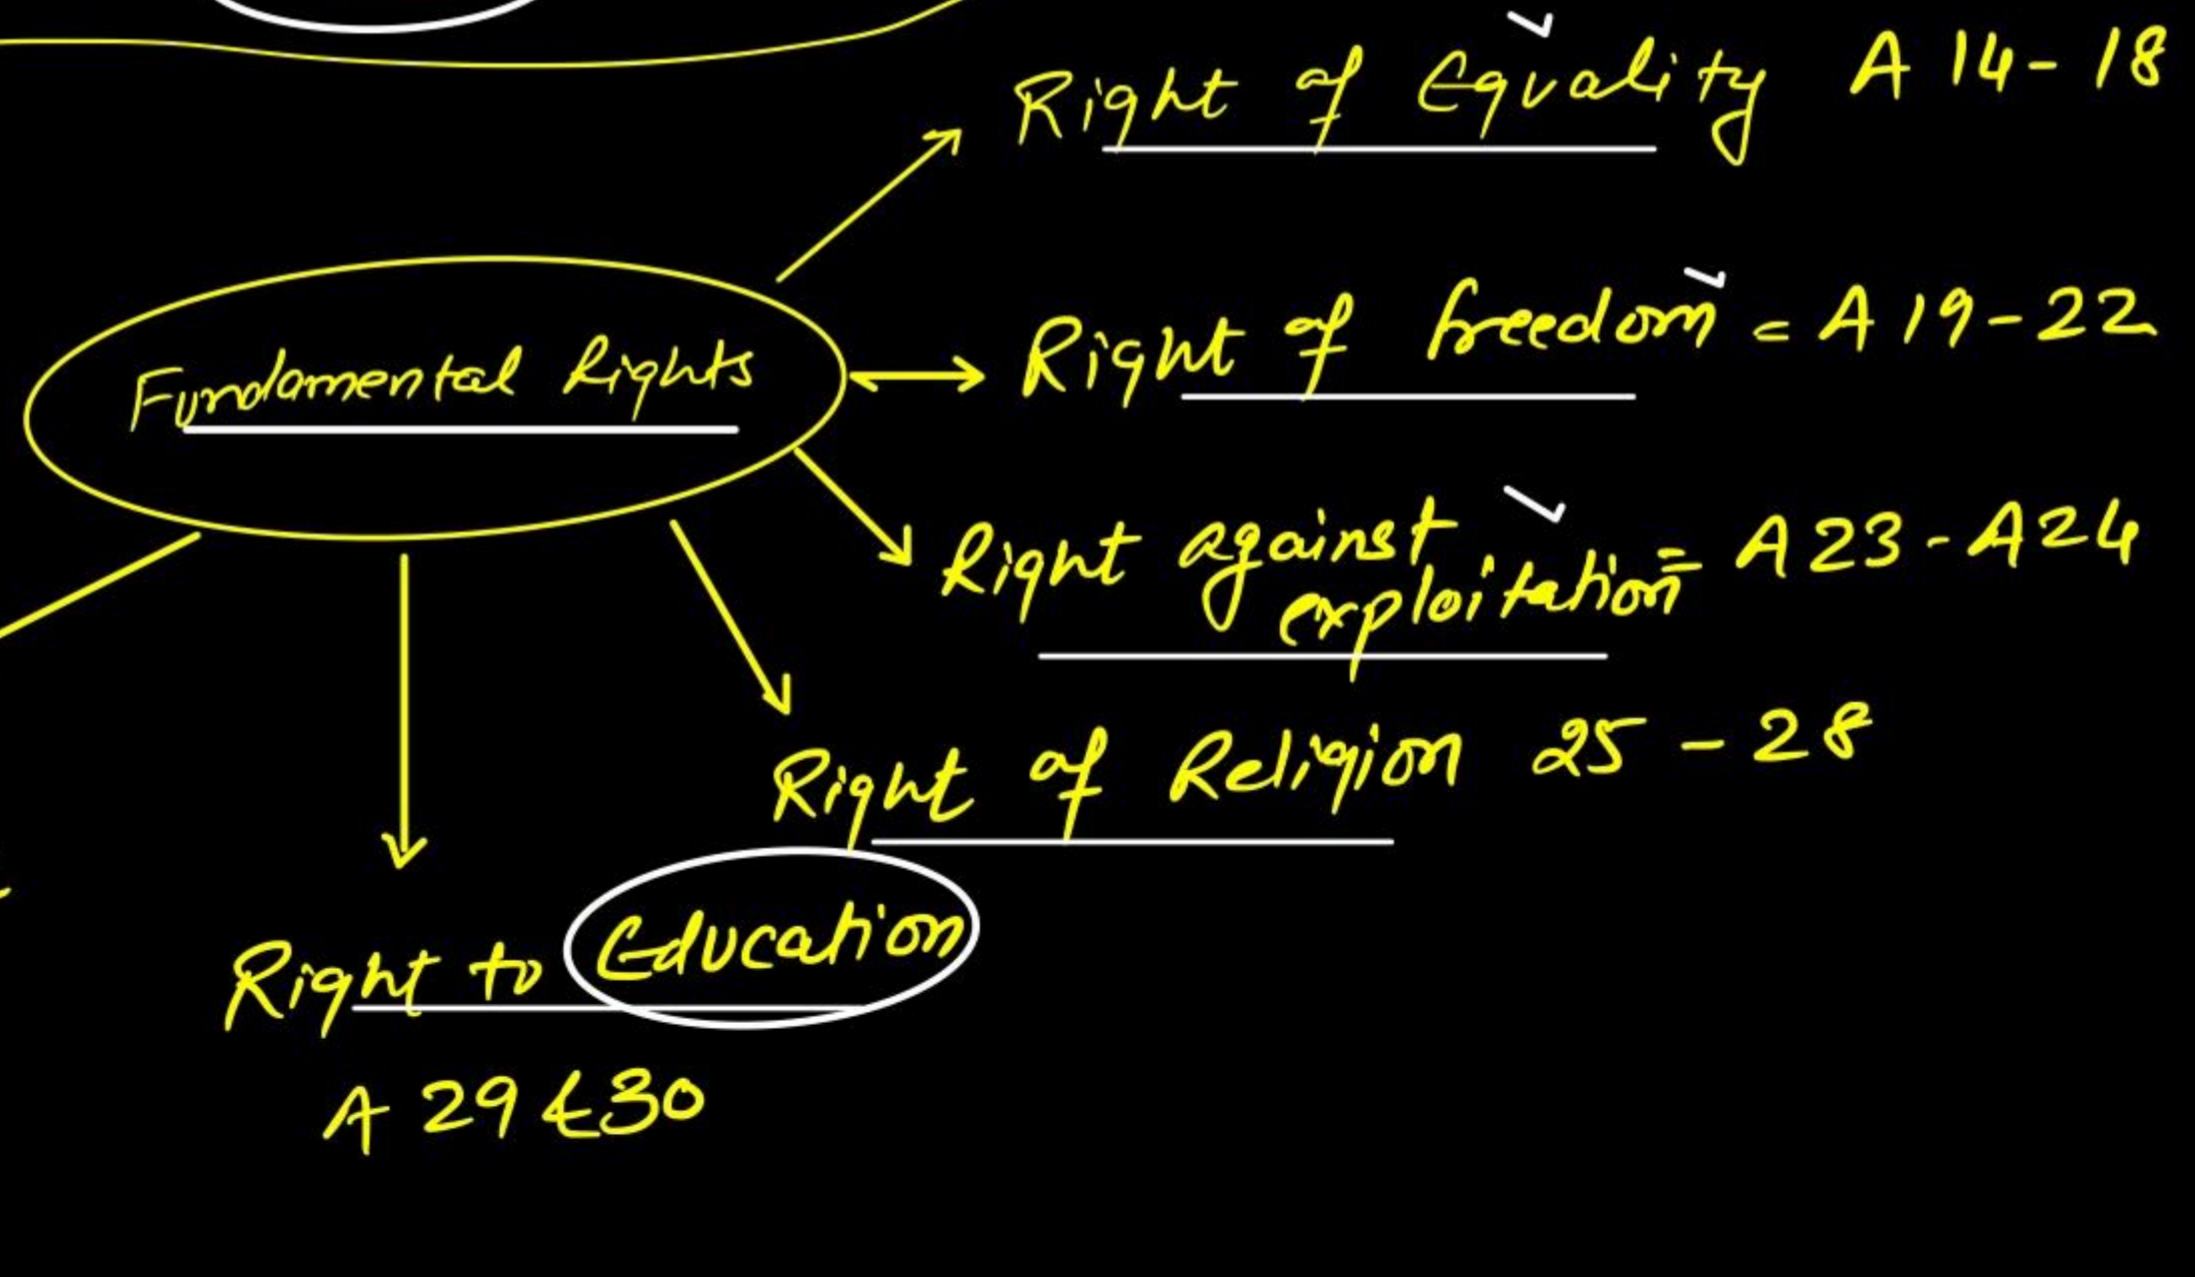 Right of Equality A 14-18
Fundamental Rights
Right of freedom = A 19-22
Right against exploitation = A23-A24
Right of Religion 25-28
Right to Education
A 29 & 30